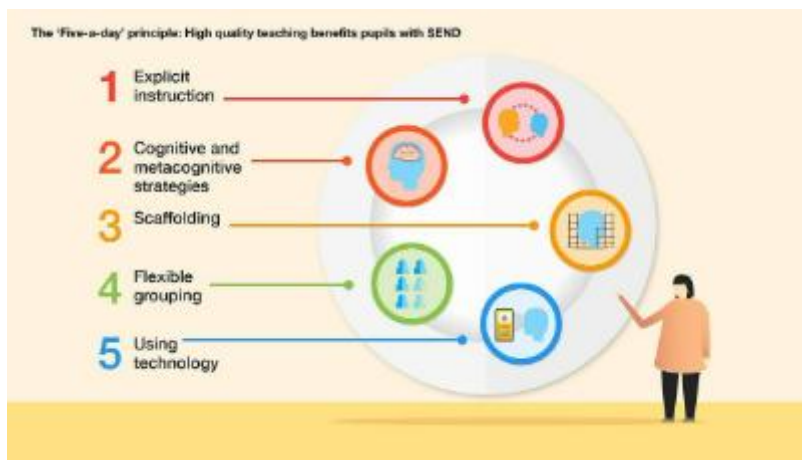 The 'Five-a-day' principle: High quality teaching benefits pupils with SEND
1 Explicit
instruction
2 Cognitive and
metacognitive
strategies
3 Scaffolding
4 Flexible
grouping
5 Using
technology